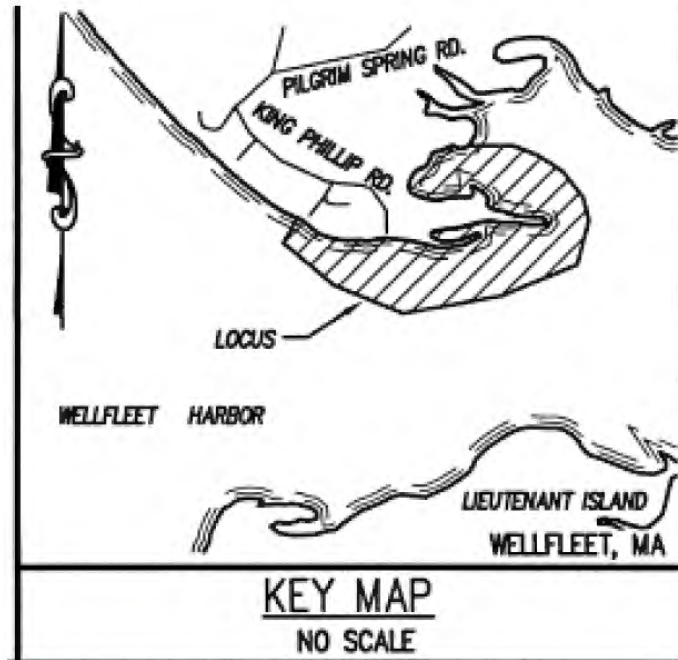 PILGRIM SPRING RD.
KING PHILLIP RD.
LOCUS
WELLFLEET HARBOR
LIEUTENANT ISLAND
WELLFLEET, MA
KEY MAP
NO SCALE